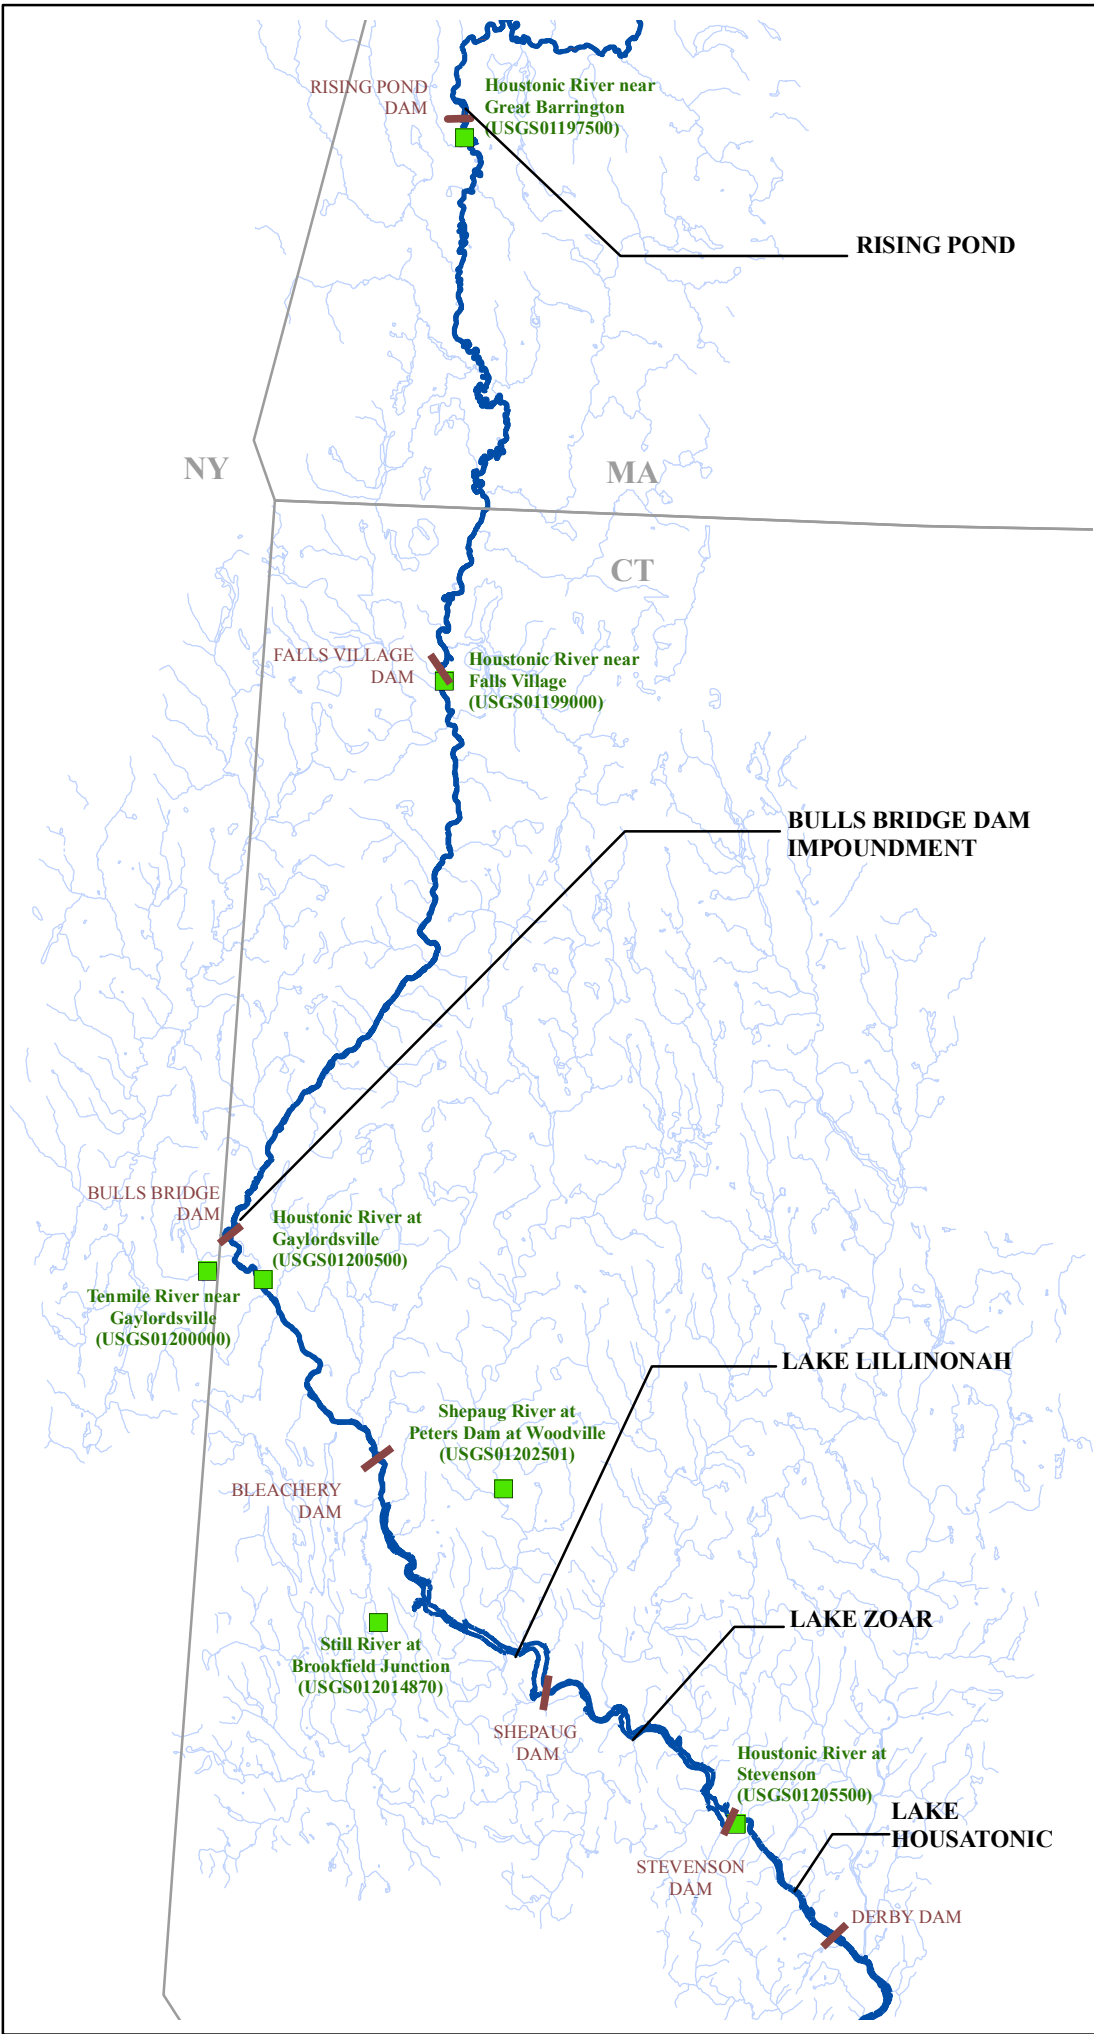 RISING POND
DAM
Houstonic River near
Great Barrington
(USGS01197500)
RISING POND
NY
MA
CT
FALLS VILLAGE
DAM
Houstonic River near
Falls Village
(USGS01199000)
BULLS BRIDGE DAM
IMPOUNDMENT
BULLS BRIDGE
DAM
Houstonic River at
Gaylordsville
(USGS01200500)
Tenmile River near
Gaylordsville
(USGS01200000)
LAKE LILLINONAH
Shepaug River at
Peters Dam at Woodville
(USGS01202501)
BLEACHERY
DAM
LAKE ZOAR
Still River at
Brookfield Junction
(USGS012014870)
SHEPAUG
DAM
Houstonic River at
Stevenson
(USGS01205500)
LAKE
HOUSATONIC
STEVENSON
DAM
DERBY DAM